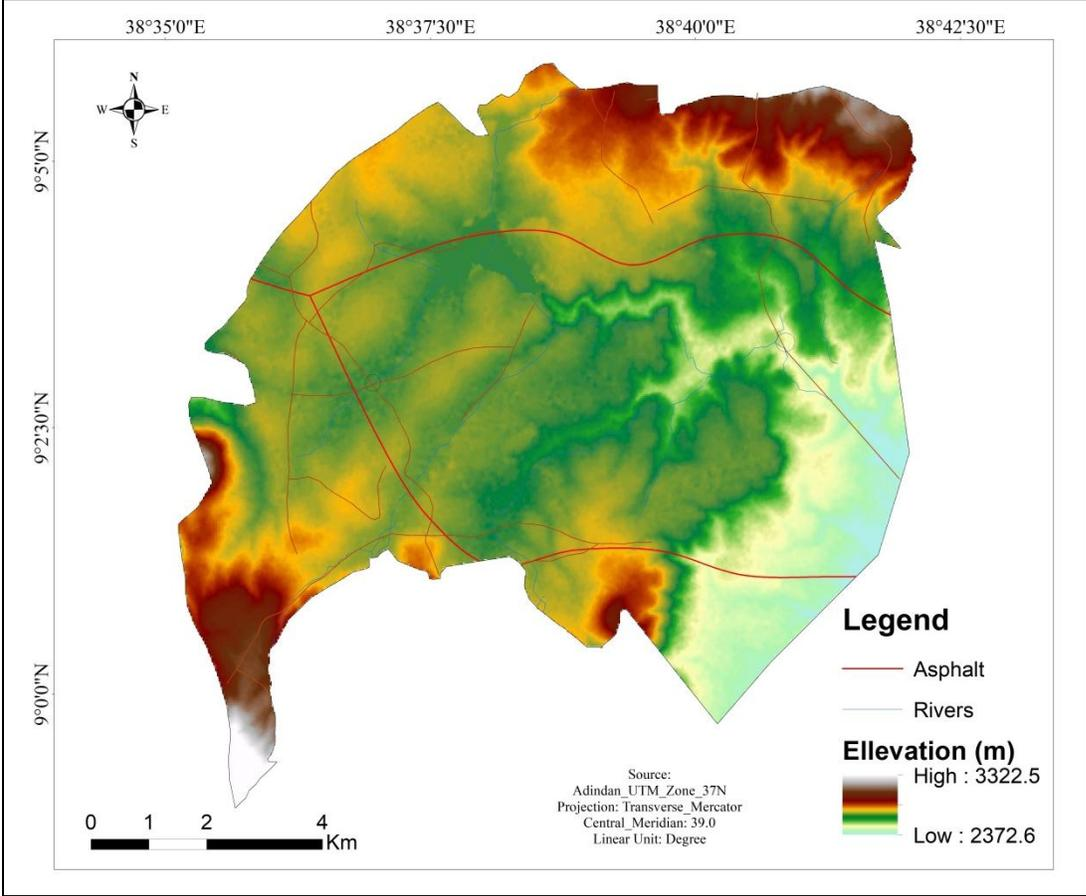 38°35'0"E 38°37'30"E 38°40'0"E 38°42'30"E
N
W E
S
9°5'0"N
9°2'30"N
9°0'0"N
Legend
Asphalt
Rivers
Ellevation (m)
High : 3322.5
Low : 2372.6
Source:
Adindan_UTM_Zone_37N
Projection: Transverse_Mercator
Central_Meridian: 39.0
Linear Unit: Degree
0 1 2 4
Km